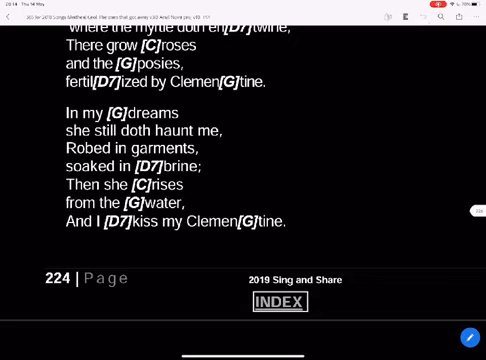 where the myrtle doth en[D7]twine,
There grow [C]roses
and the [G]posies,
fertil[D7]ized by Clemen[G]tine.
In my [G]dreams
she still doth haunt me,
Robed in garments,
soaked in [D7]brine;
Then she [C]rises
from the [G]water,
And I [D7]kiss my Clemen[G]tine.
224 | Page
2019 Sing and Share
INDEX